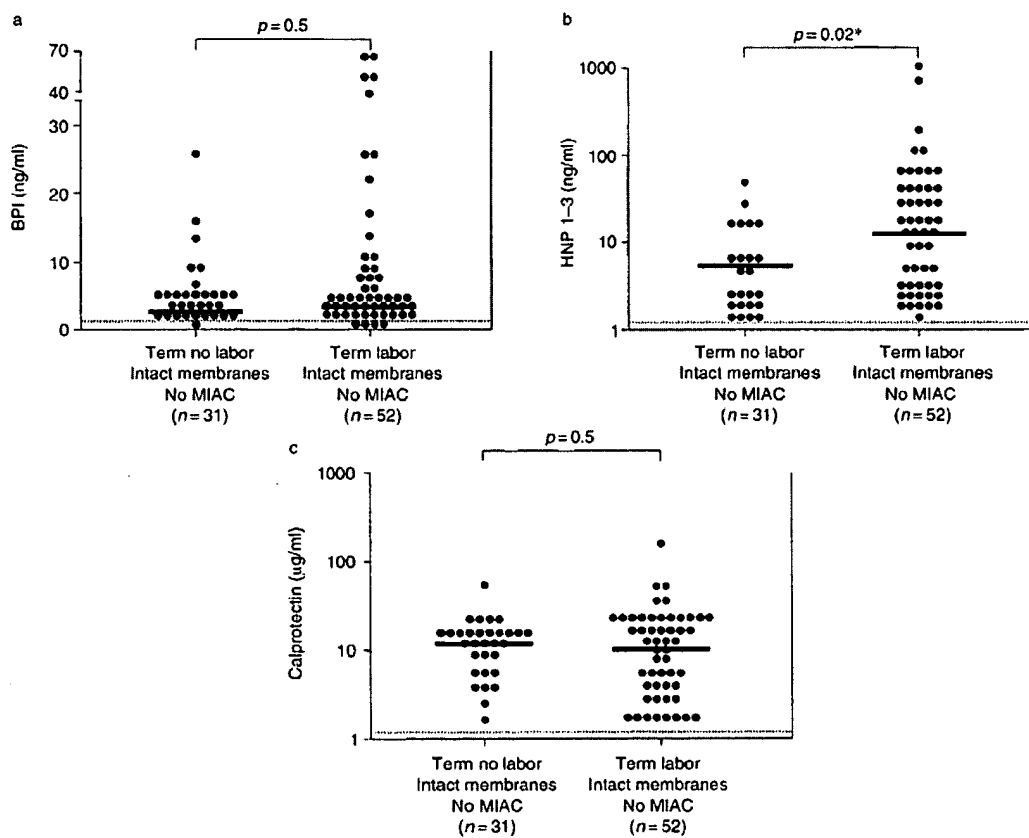 a
p = 0.5
70
40
30
20
10
0
BPI (ng/ml)
Term no labor
Intact membranes
No MIAC
(n = 31)
Term labor
Intact membranes
No MIAC
(n = 52)
b
p = 0.02*
1000
100
10
1
HNP 1–3 (ng/ml)
Term no labor
Intact membranes
No MIAC
(n = 31)
Term labor
Intact membranes
No MIAC
(n = 52)
c
p = 0.5
1000
100
10
1
Calprotectin (µg/ml)
Term no labor
Intact membranes
No MIAC
(n = 31)
Term labor
Intact membranes
No MIAC
(n = 52)